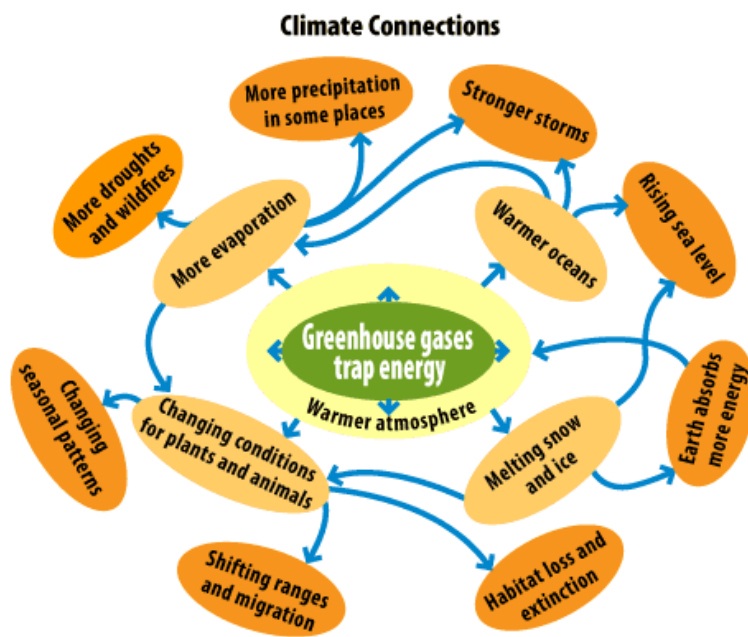 Climate Connections
More precipitation
in some places
Stronger storms
More droughts
and wildfires
More evaporation
Warmer oceans
Rising sea level
Greenhouse gases
trap energy
Warmer atmosphere
Changing
seasonal patterns
Changing conditions
for plants and animals
Melting snow
and ice
Earth absorbs
more energy
Shifting ranges
and migration
Habitat loss and
extinction